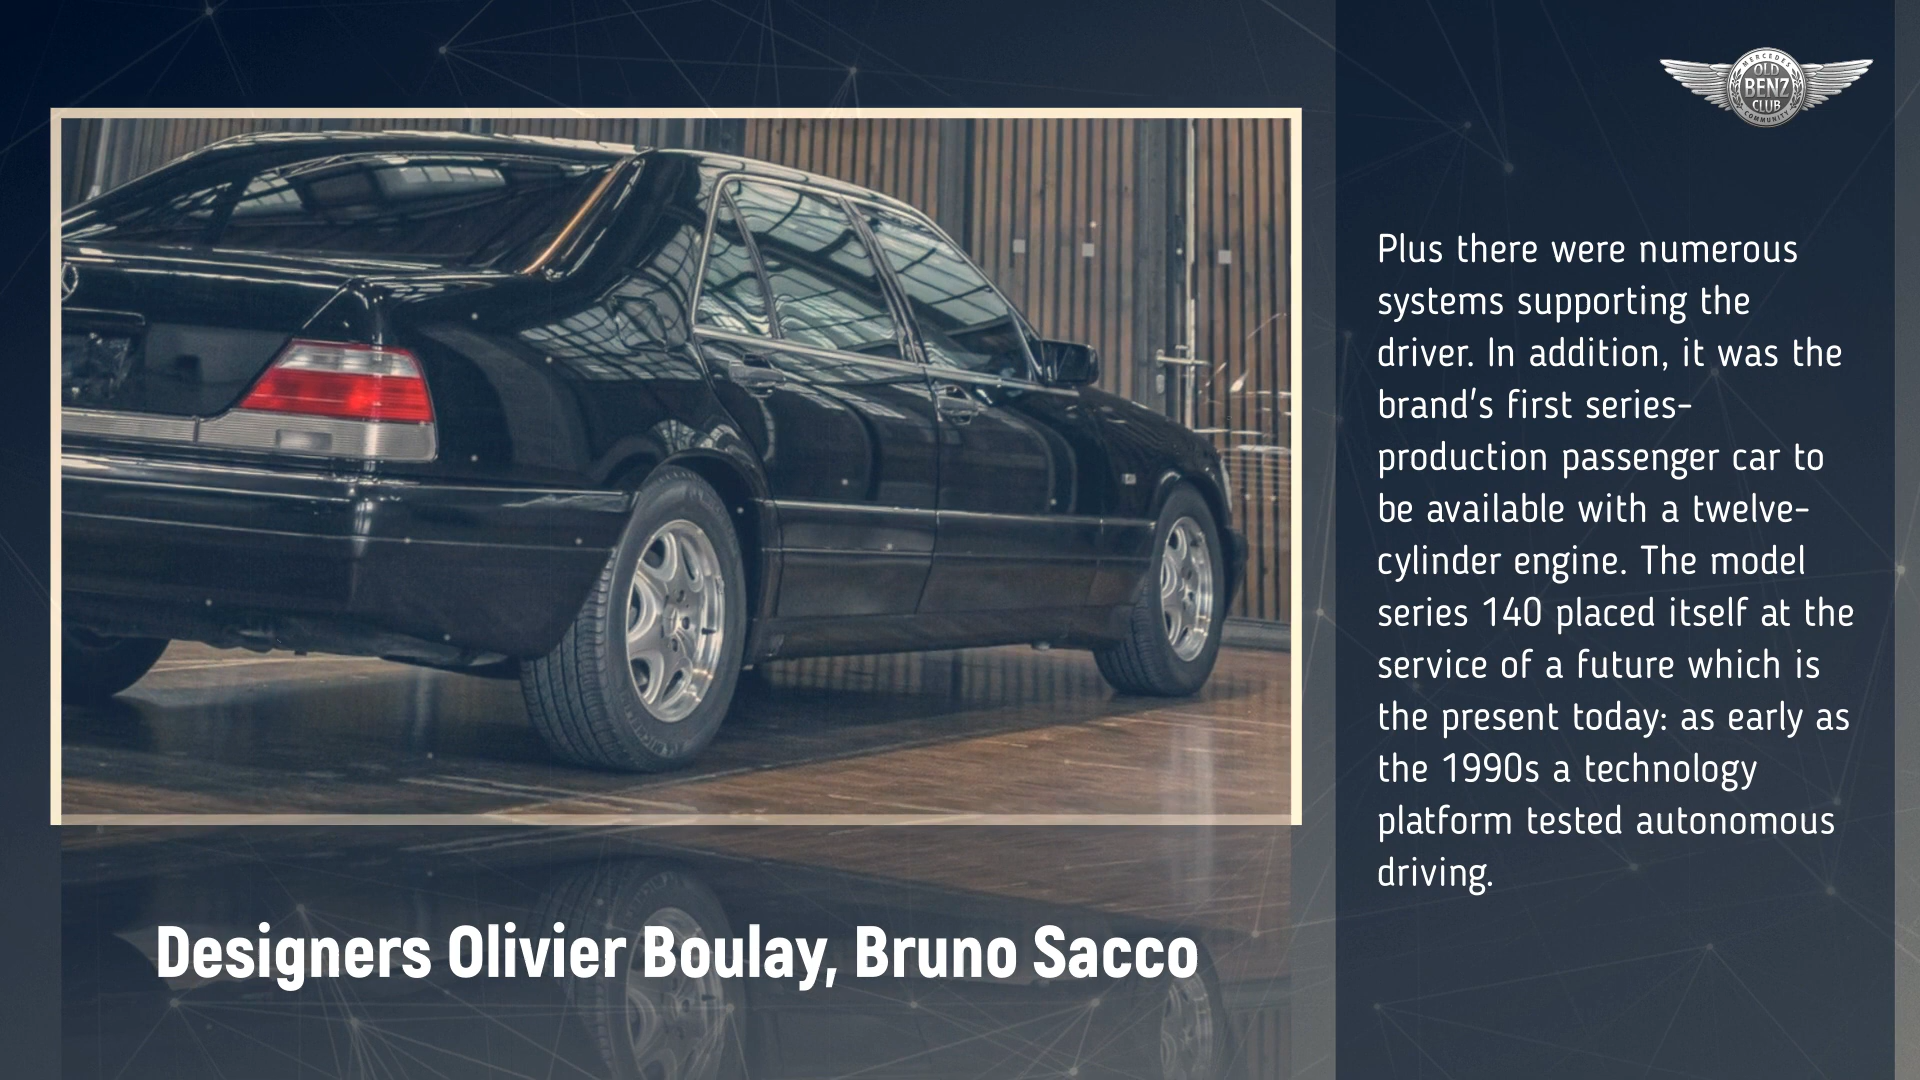 MERCEDES
OLD
BENZ
CLUB
COMMUNITY
Plus there were numerous
systems supporting the
driver. In addition, it was the
brand's first series-
production passenger car to
be available with a twelve-
cylinder engine. The model
series 140 placed itself at the
service of a future which is
the present today: as early as
the 1990s a technology
platform tested autonomous
driving.
Designers Olivier Boulay, Bruno Sacco